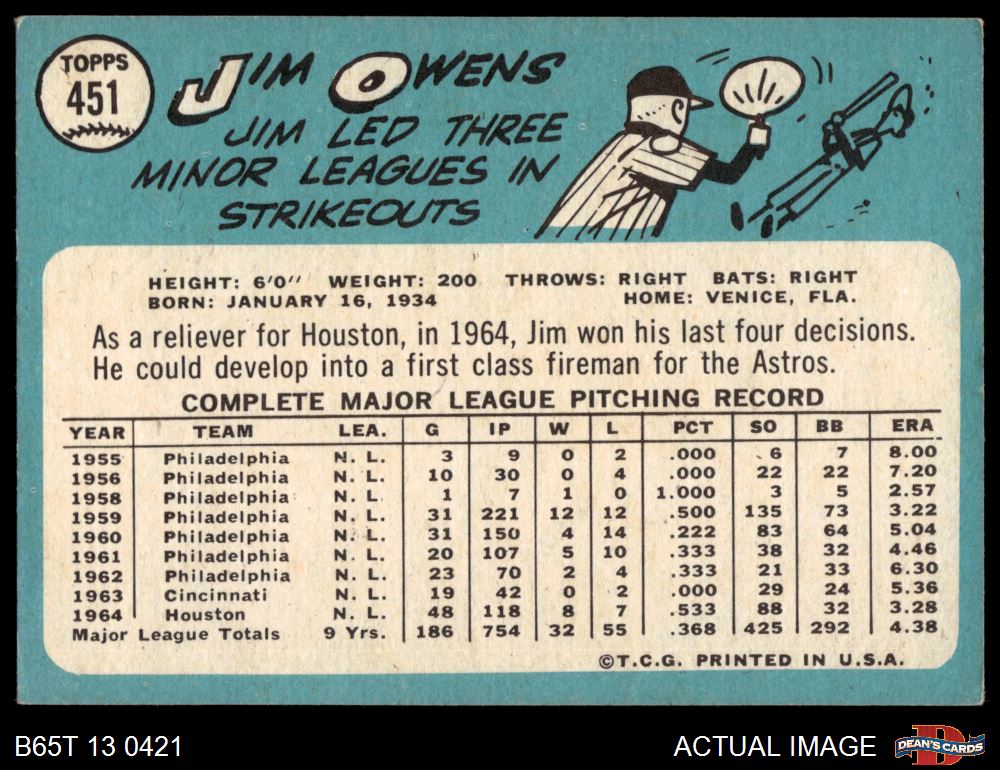 TOPPS
451
JIM OWENS
JIM LED THREE
MINOR LEAGUES IN
STRIKEOUTS
HEIGHT: 6'0" WEIGHT: 200 THROWS: RIGHT BATS: RIGHT
BORN: JANUARY 16, 1934 HOME: VENICE, FLA.
As a reliever for Houston, in 1964, Jim won his last four decisions.
He could develop into a first class fireman for the Astros.
COMPLETE MAJOR LEAGUE PITCHING RECORD
YEAR TEAM LEA. G IP W L PCT SO BB ERA
1955 Philadelphia N. L. 3 9 0 2 .000 6 7 8.00
1956 Philadelphia N. L. 10 30 0 4 .000 22 22 7.20
1958 Philadelphia N. L. 1 7 1 0 1.000 3 5 2.57
1959 Philadelphia N. L. 31 221 12 12 .500 135 73 3.22
1960 Philadelphia N. L. 31 150 4 14 .222 83 64 5.04
1961 Philadelphia N. L. 20 107 5 10 .333 38 32 4.46
1962 Philadelphia N. L. 23 70 2 4 .333 21 33 6.30
1963 Cincinnati N. L. 19 42 0 2 .000 29 24 5.36
1964 Houston N. L. 48 118 8 7 .533 88 32 3.28
Major League Totals 9 Yrs. 186 754 32 55 .368 425 292 4.38
©T.C.G. PRINTED IN U.S.A.
B65T 13 0421 ACTUAL IMAGE
D
DEAN'S CARDS